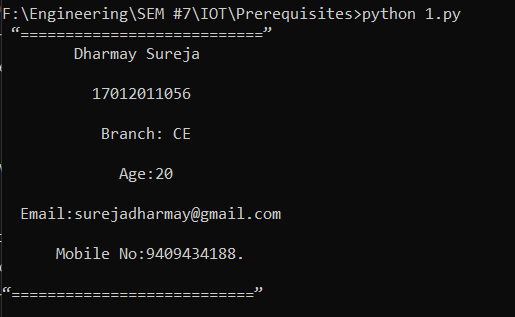 F:\Engineering\SEM #7\IOT\Prerequisites>python 1.py
“===========================”
Dharmay Sureja
17012011056
Branch: CE
Age:20
Email:surejadharmay@gmail.com
Mobile No:9409434188.
“===========================”